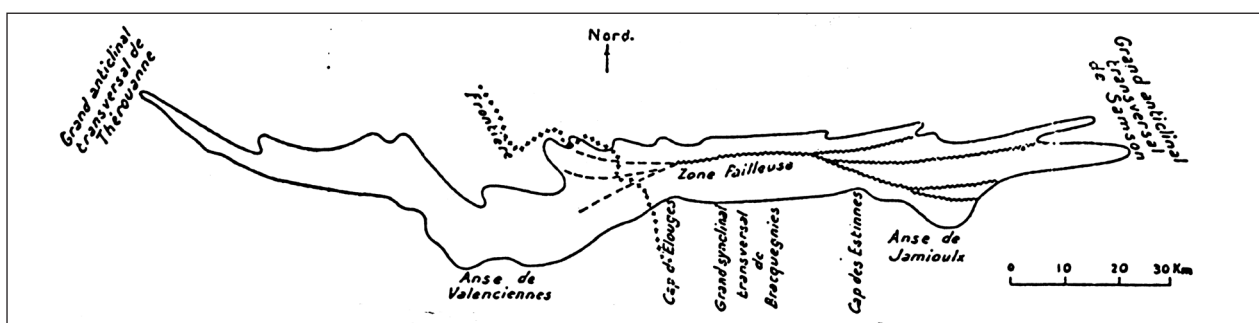 Grand anticlinal
transversal de
Thérouanne
Nord.
frontière
Grand anticlinal
transversal
de Samson
Zone Failleuse
Cap d'Elouges
Grand synclinal
transversal
de
Bracquegnies
Cap des Estinnes
Anse de
Jamioulx
Anse de
Valenciennes
0 10 20 30 Km